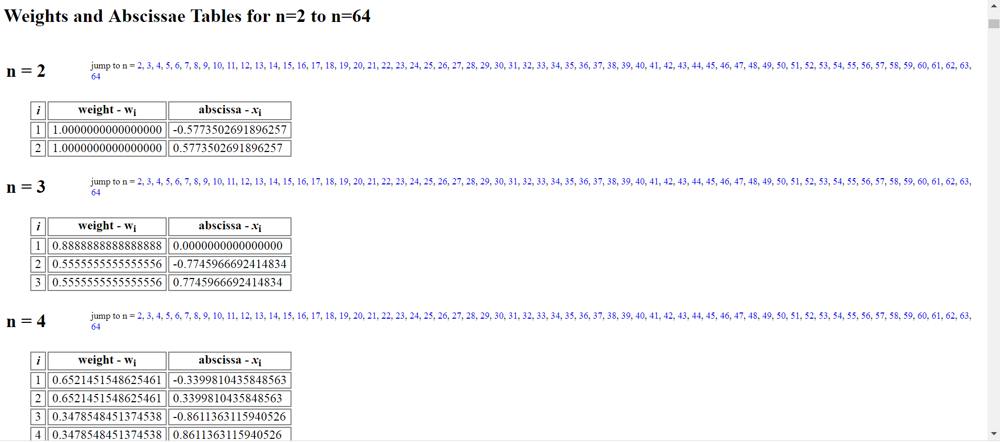 Weights and Abscissae Tables for n=2 to n=64
n = 2
jump to n = 2, 3, 4, 5, 6, 7, 8, 9, 10, 11, 12, 13, 14, 15, 16, 17, 18, 19, 20, 21, 22, 23, 24, 25, 26, 27, 28, 29, 30, 31, 32, 33, 34, 35, 36, 37, 38, 39, 40, 41, 42, 43, 44, 45, 46, 47, 48, 49, 50, 51, 52, 53, 54, 55, 56, 57, 58, 59, 60, 61, 62, 63,
64
i weight - wi abscissa - xi
1 1.0000000000000000 -0.5773502691896257
2 1.0000000000000000 0.5773502691896257
n = 3
jump to n = 2, 3, 4, 5, 6, 7, 8, 9, 10, 11, 12, 13, 14, 15, 16, 17, 18, 19, 20, 21, 22, 23, 24, 25, 26, 27, 28, 29, 30, 31, 32, 33, 34, 35, 36, 37, 38, 39, 40, 41, 42, 43, 44, 45, 46, 47, 48, 49, 50, 51, 52, 53, 54, 55, 56, 57, 58, 59, 60, 61, 62, 63,
64
i weight - wi abscissa - xi
1 0.8888888888888888 0.0000000000000000
2 0.5555555555555556 -0.7745966692414834
3 0.5555555555555556 0.7745966692414834
n = 4
jump to n = 2, 3, 4, 5, 6, 7, 8, 9, 10, 11, 12, 13, 14, 15, 16, 17, 18, 19, 20, 21, 22, 23, 24, 25, 26, 27, 28, 29, 30, 31, 32, 33, 34, 35, 36, 37, 38, 39, 40, 41, 42, 43, 44, 45, 46, 47, 48, 49, 50, 51, 52, 53, 54, 55, 56, 57, 58, 59, 60, 61, 62, 63,
64
i weight - wi abscissa - xi
1 0.6521451548625461 -0.3399810435848563
2 0.6521451548625461 0.3399810435848563
3 0.3478548451374538 -0.8611363115940526
4 0.3478548451374538 0.8611363115940526